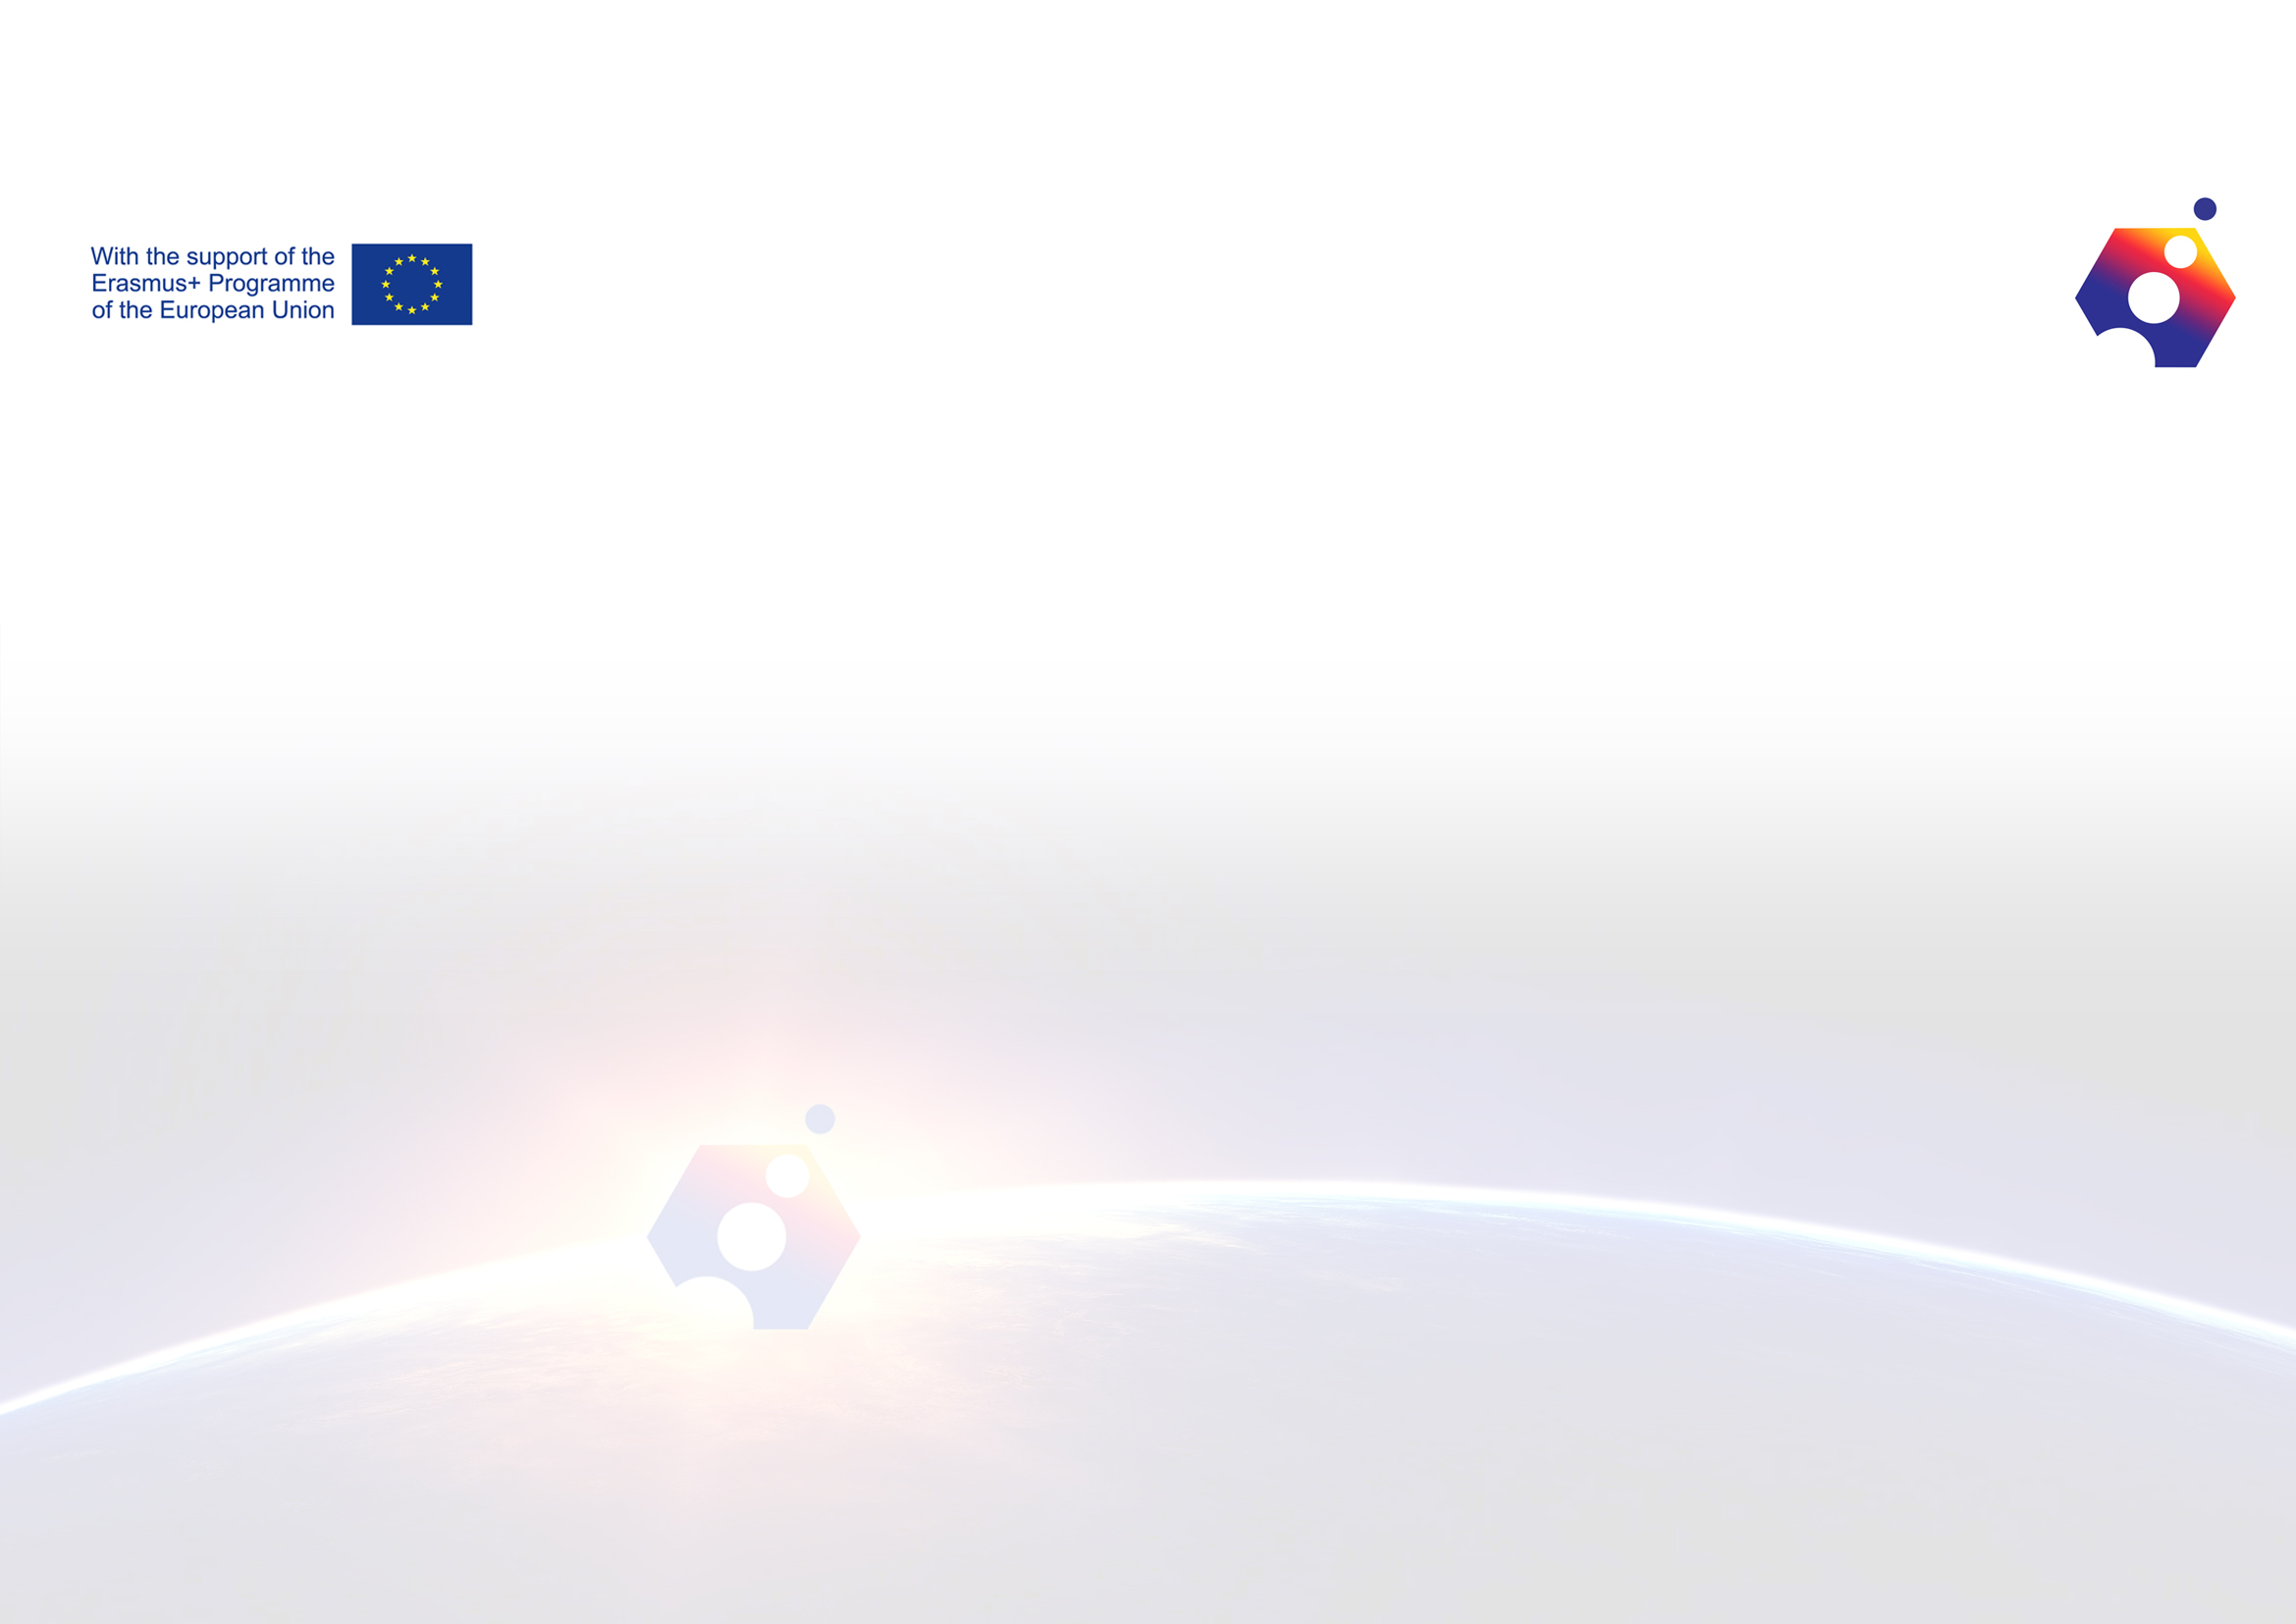 With the support of the
Erasmus+ Programme
of the European Union